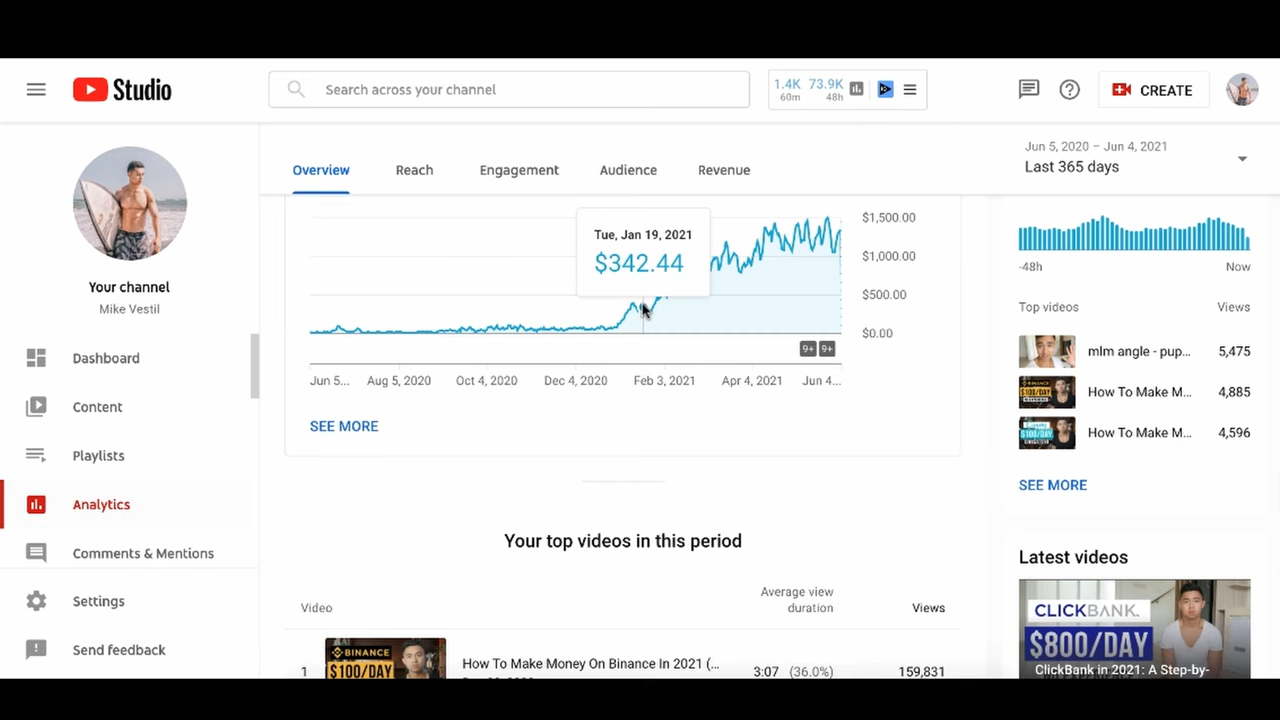 Studio
Search across your channel
1.4K 73.9K
60m 48h
CREATE
Overview
Reach
Engagement
Audience
Revenue
Jun 5, 2020 – Jun 4, 2021
Last 365 days
Your channel
Mike Vestil
Dashboard
Content
Playlists
Analytics
Comments & Mentions
Settings
Send feedback
Tue, Jan 19, 2021
$342.44
$1,500.00
$1,000.00
$500.00
$0.00
9+ 9+
Jun 5... Aug 5, 2020 Oct 4, 2020 Dec 4, 2020 Feb 3, 2021 Apr 4, 2021 Jun 4...
SEE MORE
Your top videos in this period
Video
Average view
duration
Views
BINANCE
$100/DAY
1 How To Make Money On Binance In 2021 (... 3:07 (36.0%) 159,831
-48h Now
Top videos Views
mlm angle - pup... 5,475
BINANCE
$100/DAY
How To Make M... 4,885
$100/DAY
How To Make M... 4,596
SEE MORE
Latest videos
CLICKBANK.
$800/DAY
ClickBank in 2021: A Step-by-